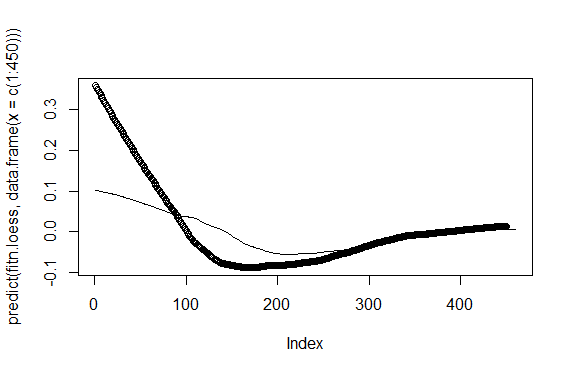 predict(fitn.loess, data.frame(x = c(1:450)))
0.3
0.2
0.1
0.0
-0.1
0 100 200 300 400
Index